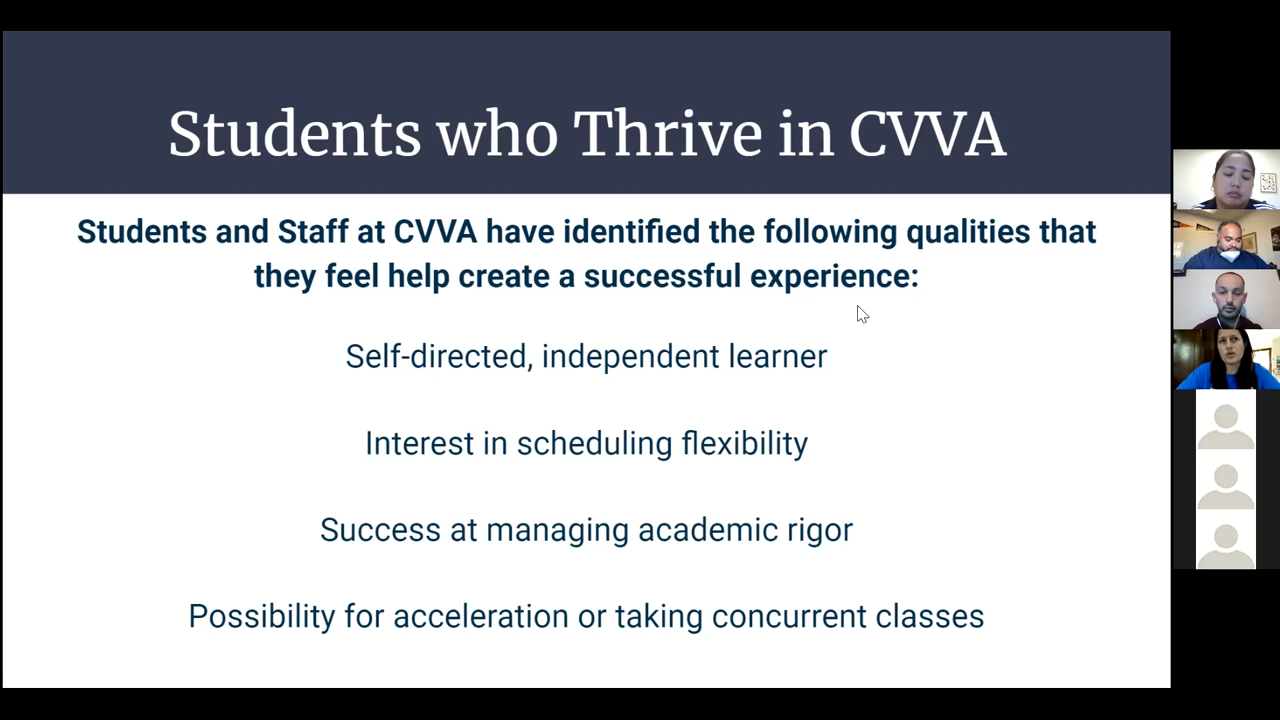 Students who Thrive in CVVA
Students and Staff at CVVA have identified the following qualities that
they feel help create a successful experience:
Self-directed, independent learner
Interest in scheduling flexibility
Success at managing academic rigor
Possibility for acceleration or taking concurrent classes